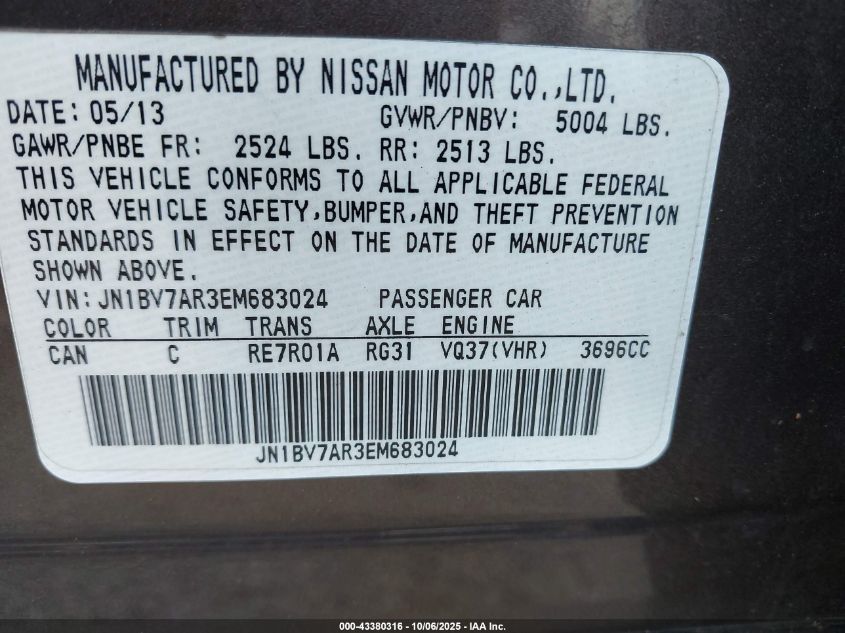 MANUFACTURED BY NISSAN MOTOR CO.,LTD.
DATE: 05/13 GVWR/PNBV: 5004 LBS.
GAWR/PNBE FR: 2524 LBS. RR: 2513 LBS.
THIS VEHICLE CONFORMS TO ALL APPLICABLE FEDERAL
MOTOR VEHICLE SAFETY,BUMPER,AND THEFT PREVENTION
STANDARDS IN EFFECT ON THE DATE OF MANUFACTURE
SHOWN ABOVE.
VIN: JN1BV7AR3EM683024 PASSENGER CAR
COLOR TRIM TRANS AXLE ENGINE
CAN C RE7R01A RG31 VQ37(VHR) 3696CC
JN1BV7AR3EM683024
000-43380316 - 10/06/2025 - IAA Inc.